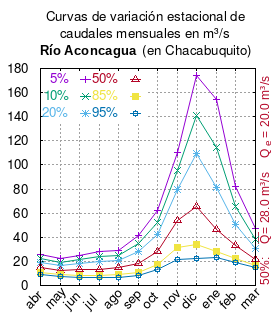 Curvas de variación estacional de
caudales mensuales en m³/s
Río Aconcagua (en Chacabuquito)
180
160
140
120
100
80
60
40
20
0
5% 50%
10% 85%
20% 95%
abr may jun jul ago sep oct nov dic ene feb mar
50%: Q= 28.0 m³/s Qe = 20.0 m³/s